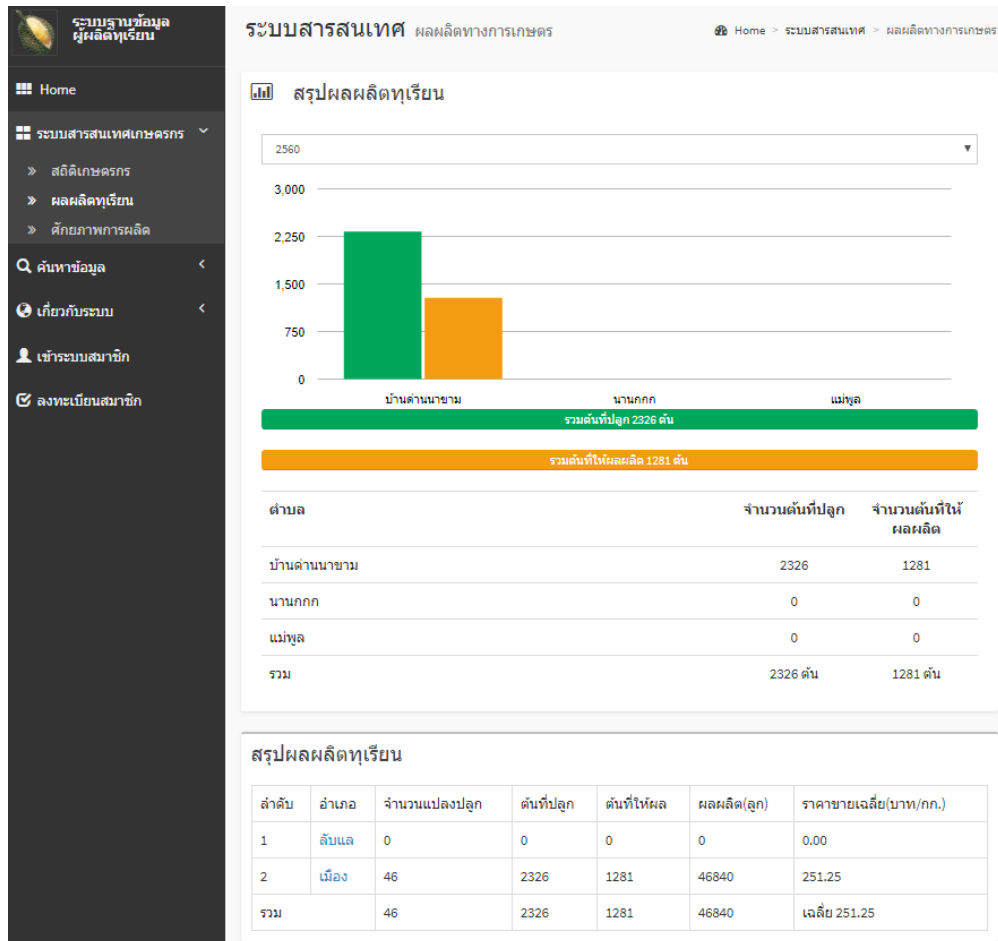 ระบบฐานข้อมูล
ผู้ผลิตทุเรียน
ระบบสารสนเทศ ผลผลิตทางการเกษตร
Home > ระบบสารสนเทศ > ผลผลิตทางการเกษตร
Home
ระบบสารสนเทศเกษตรกร
สถิติเกษตรกร
ผลผลิตทุเรียน
ศักยภาพการผลิต
ค้นหาข้อมูล
เกี่ยวกับระบบ
เข้าระบบสมาชิก
ลงทะเบียนสมาชิก
สรุปผลผลิตทุเรียน
2560
3,000
2,250
1,500
750
0
บ้านด่านนาขาม นานกกก แม่พูล
รวมต้นที่ปลูก 2326 ต้น
รวมต้นที่ให้ผลผลิต 1281 ต้น
ตำบล จำนวนต้นที่ปลูก จำนวนต้นที่ให้
ผลผลิต
บ้านด่านนาขาม 2326 1281
นานกกก 0 0
แม่พูล 0 0
รวม 2326 ต้น 1281 ต้น
สรุปผลผลิตทุเรียน
ลำดับ อำเภอ จำนวนแปลงปลูก ต้นที่ปลูก ต้นที่ให้ผล ผลผลิต(ลูก) ราคาขายเฉลี่ย(บาท/กก.)
1 ลับแล 0 0 0 0 0.00
2 เมือง 46 2326 1281 46840 251.25
รวม 46 2326 1281 46840 เฉลี่ย 251.25